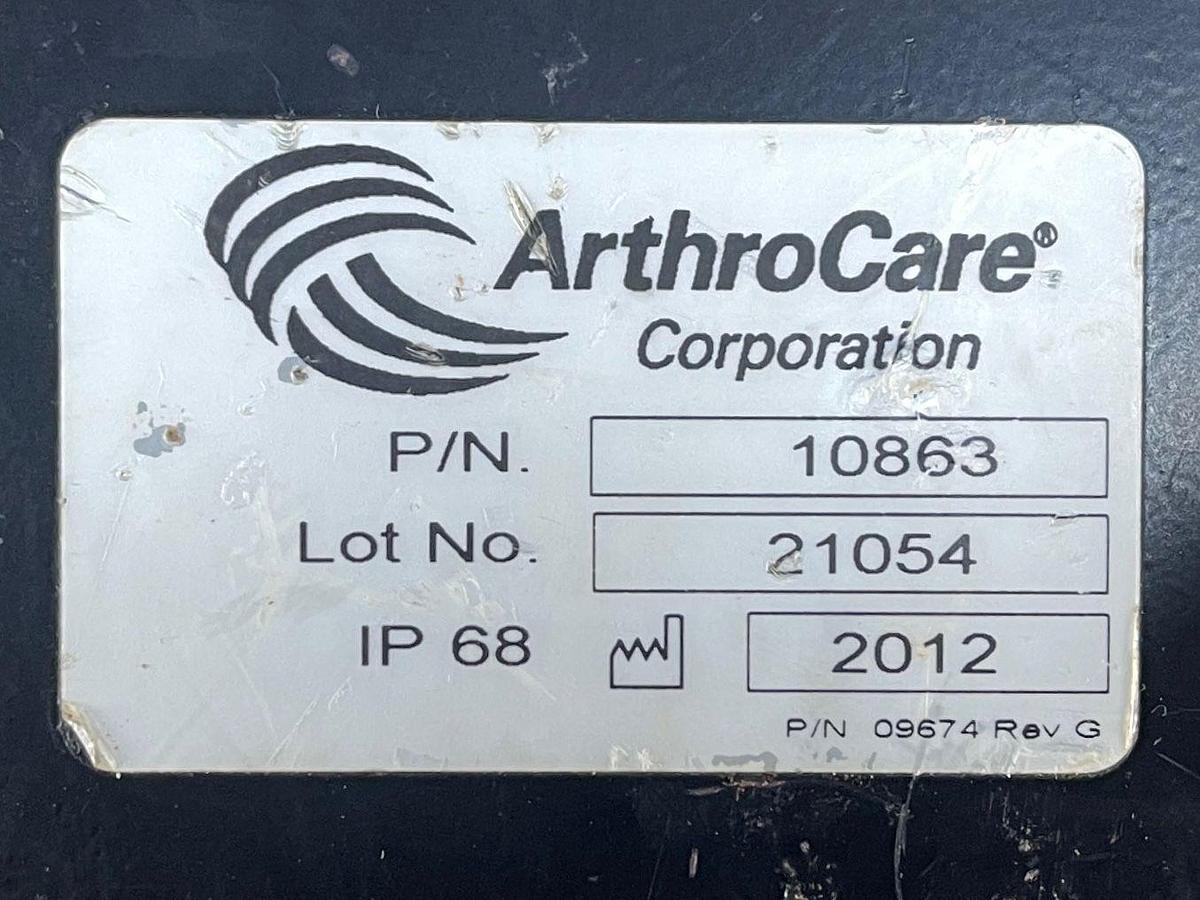 ArthroCare®
Corporation
P/N. 10863
Lot No. 21054
IP 68 2012
P/N 09674 Rev G